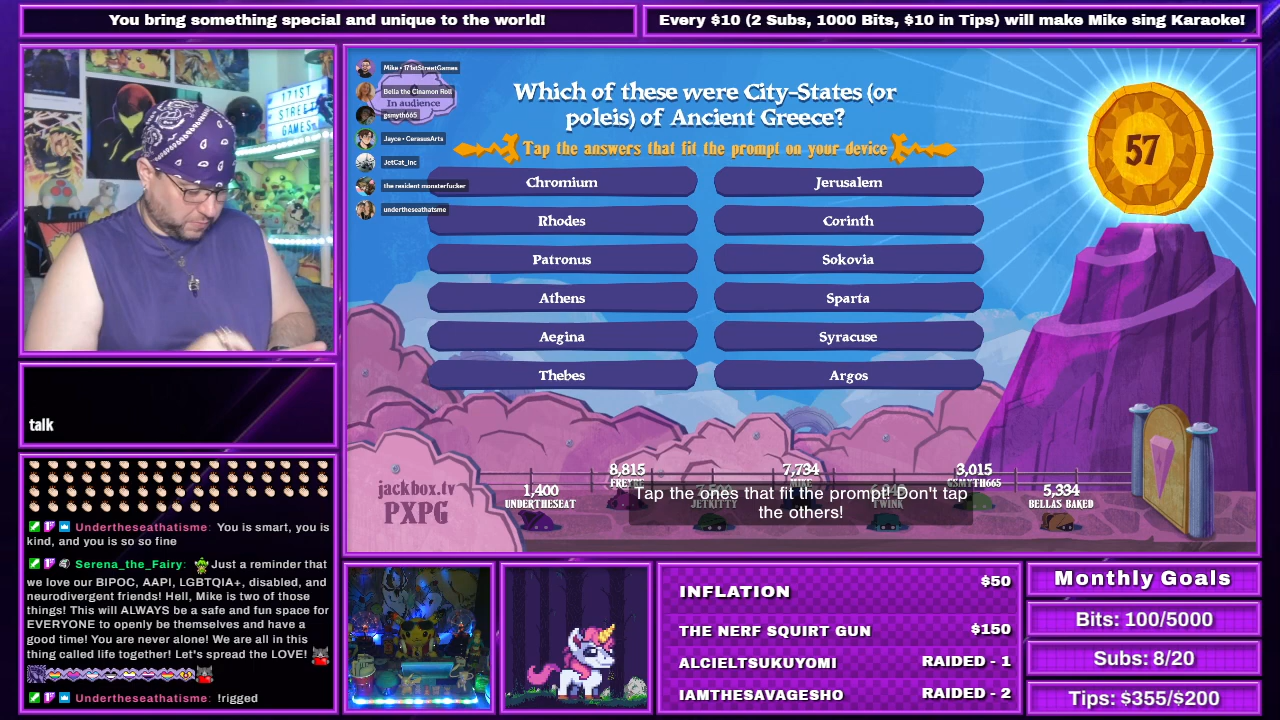 You bring something special and unique to the world!
Every $10 (2 Subs, 1000 Bits, $10 in Tips) will make Mike sing Karaoke!
171ST
STREET
GAMES
Mike • 171stStreetGames
Bella the Cinamon Roll
In audience
gsmyth665
Jayce • CerasusArts
JetCat_Inc
the resident monsterfucker
undertheseathatsme
Which of these were City-States (or
poleis) of Ancient Greece?
Tap the answers that fit the prompt on your device
57
Chromium
Jerusalem
Rhodes
Corinth
Patronus
Sokovia
Athens
Sparta
Aegina
Syracuse
Thebes
Argos
8,815
7,734
3,015
MIKE
GSMYTH665
1,400
UNDERTHESEAT
JETKITTY
TWINK
5,334
BELLAS BAKED
Tap the ones that fit the prompt! Don't tap
the others!
jackbox.tv
PXPG
talk
Undertheseathatisme: You is smart, you is
kind, and you is so so fine
Serena_the_Fairy: Just a reminder that
we love our BIPOC, AAPI, LGBTQIA+, disabled, and
neurodivergent friends! Hell, Mike is two of those
things! This will ALWAYS be a safe and fun space for
EVERYONE to openly be themselves and have a
good time! You are never alone! We are all in this
thing called life together! Let's spread the LOVE!
Undertheseathatisme: !rigged
INFLATION $50
THE NERF SQUIRT GUN $150
ALCIELTSUKUYOMI RAIDED - 1
IAMTHESAVAGESHO RAIDED - 2
Monthly Goals
Bits: 100/5000
Subs: 8/20
Tips: $355/$200